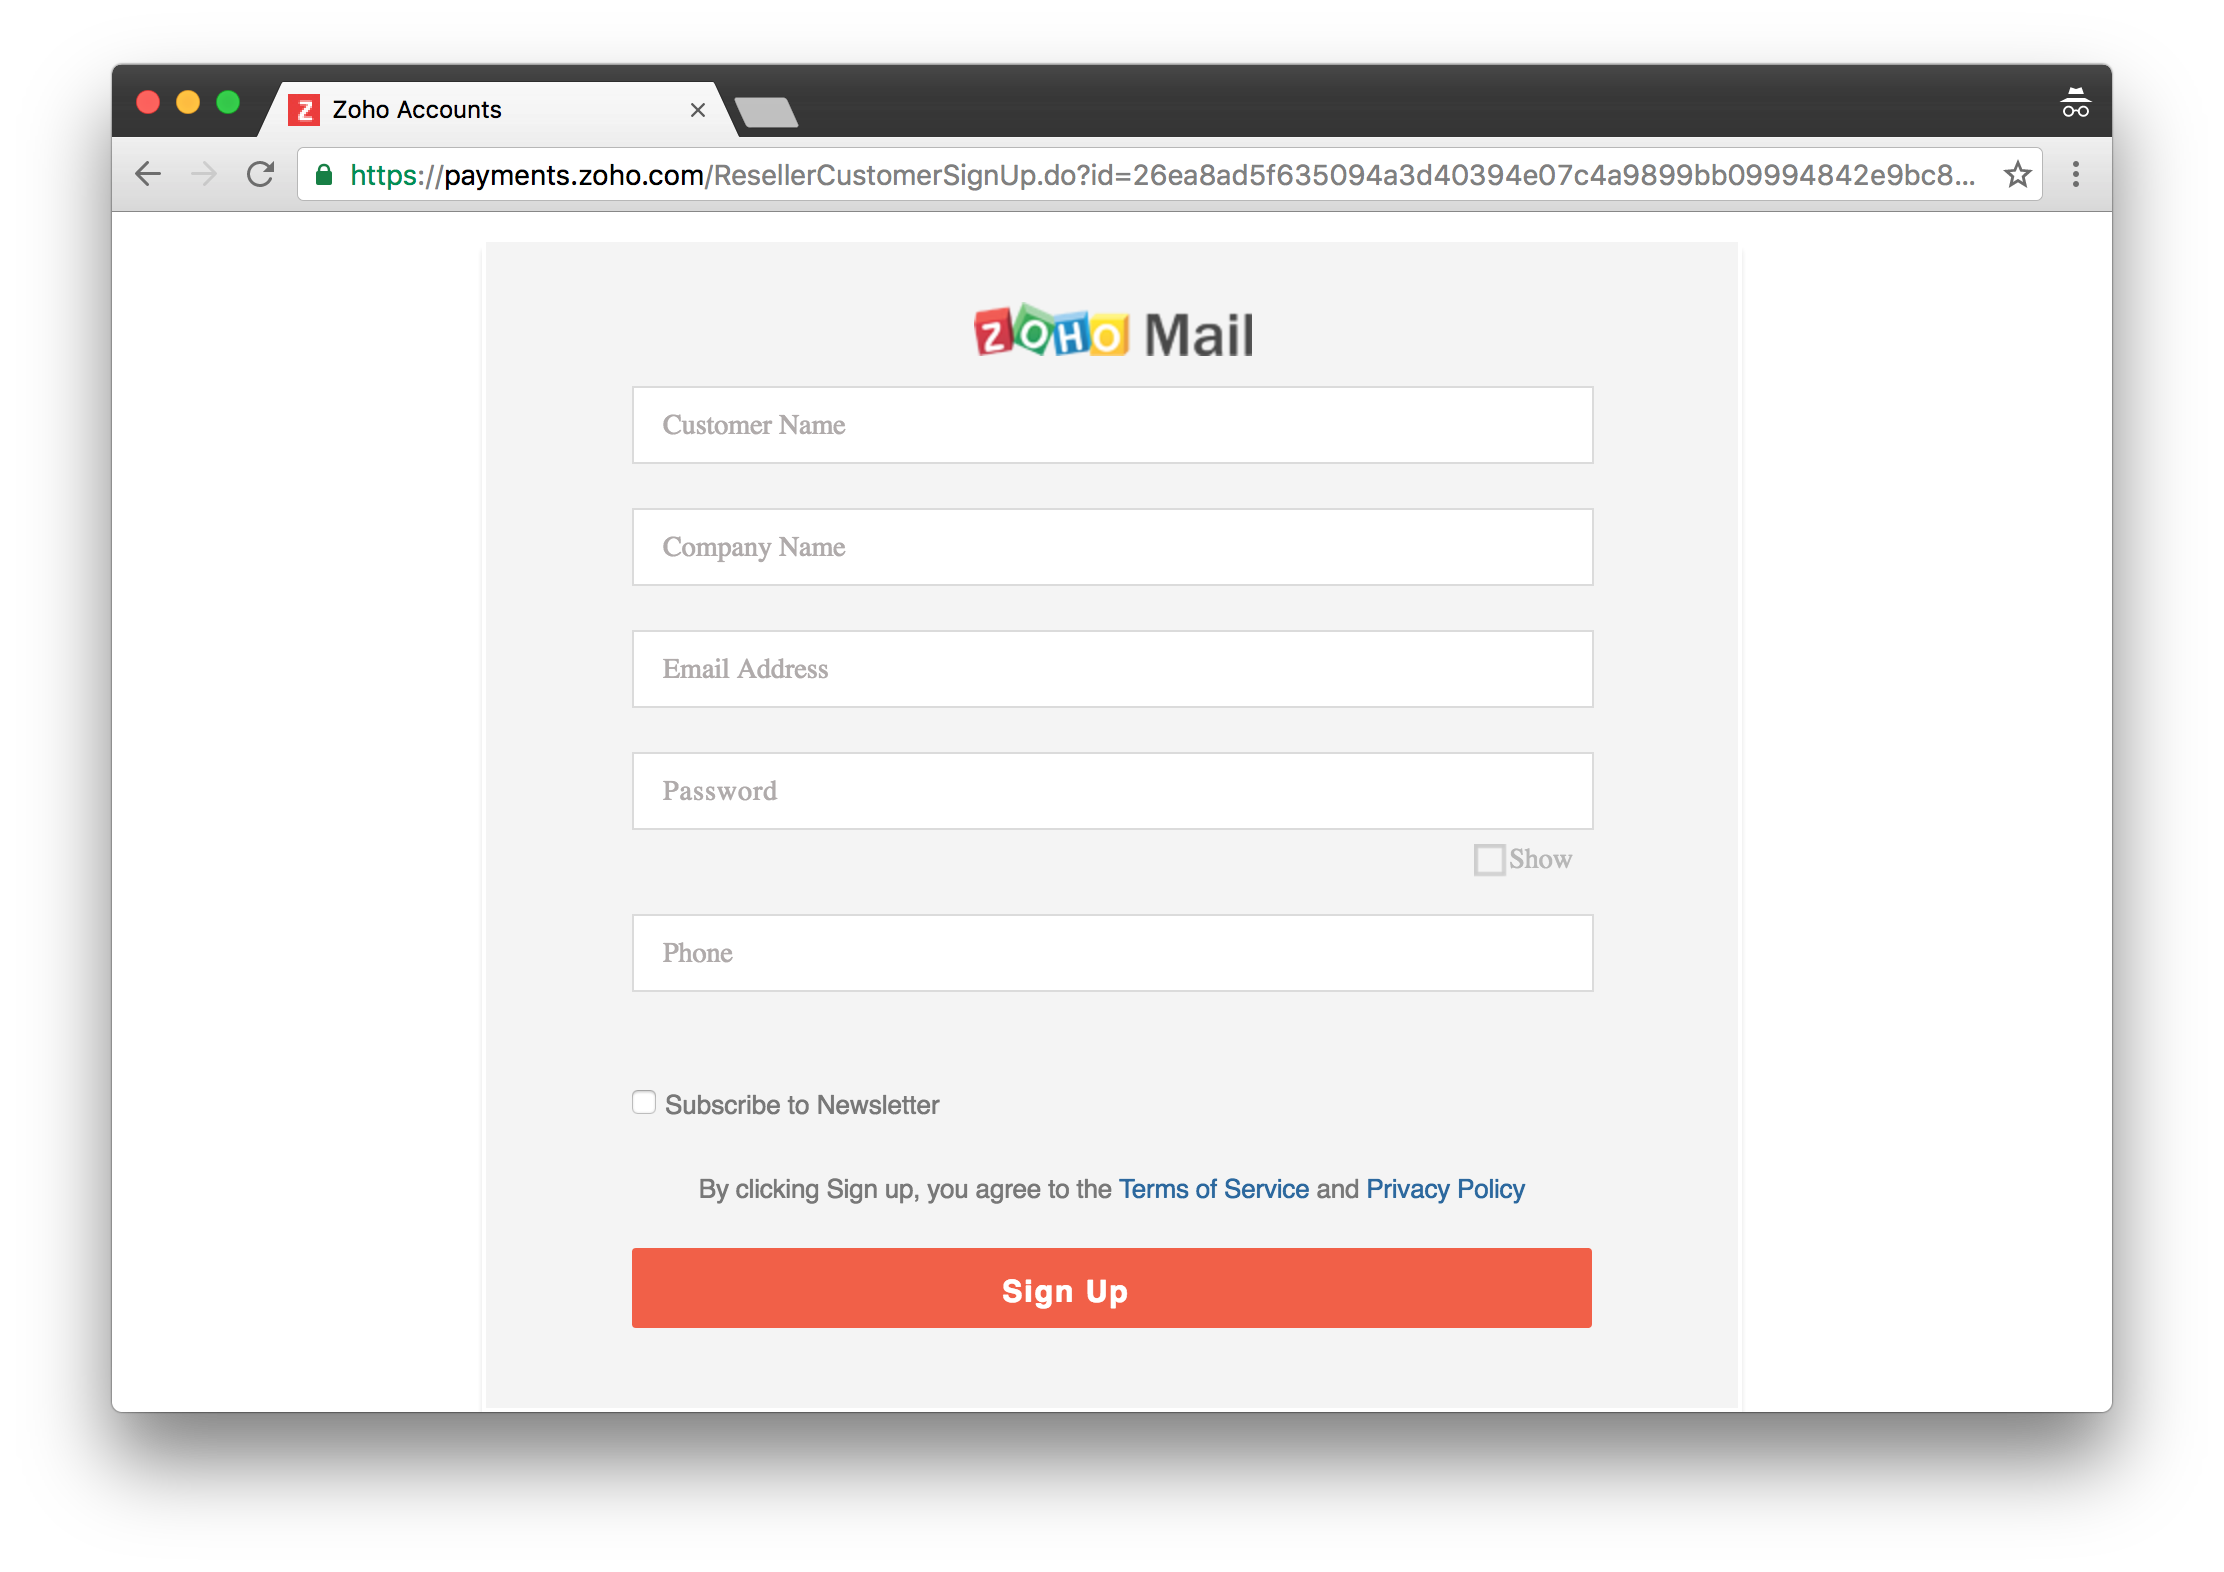 Zoho Accounts
https://payments.zoho.com/ResellerCustomerSignUp.do?id=26ea8ad5f635094a3d40394e07c4a9899bb09994842e9bc8...
ZOHO Mail
Customer Name
Company Name
Email Address
Password
Show
Phone
Subscribe to Newsletter
By clicking Sign up, you agree to the Terms of Service and Privacy Policy
Sign Up